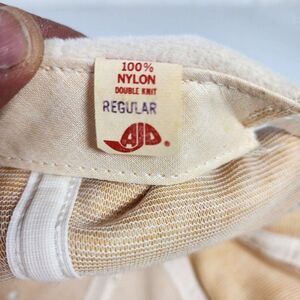 100%
NYLON
DOUBLE KNIT
REGULAR
AJD®